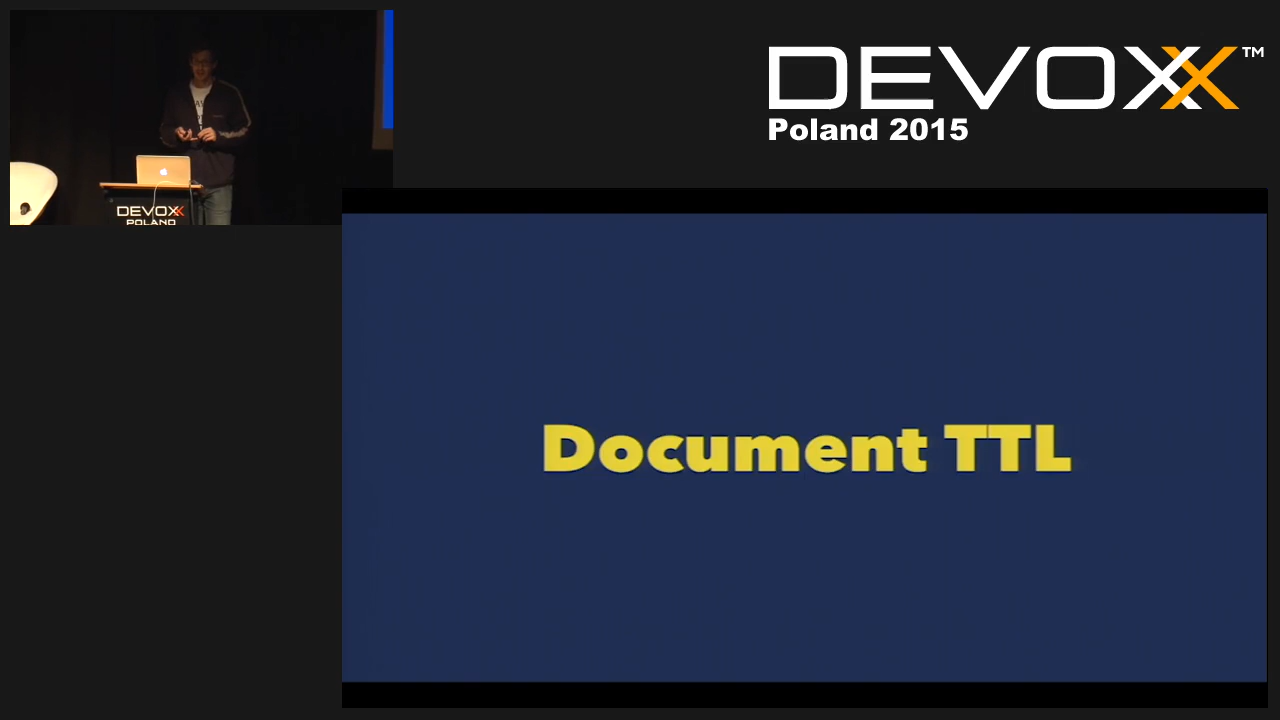 DEVOXX™
Poland 2015
DEVOXX
POLAND
Document TTL